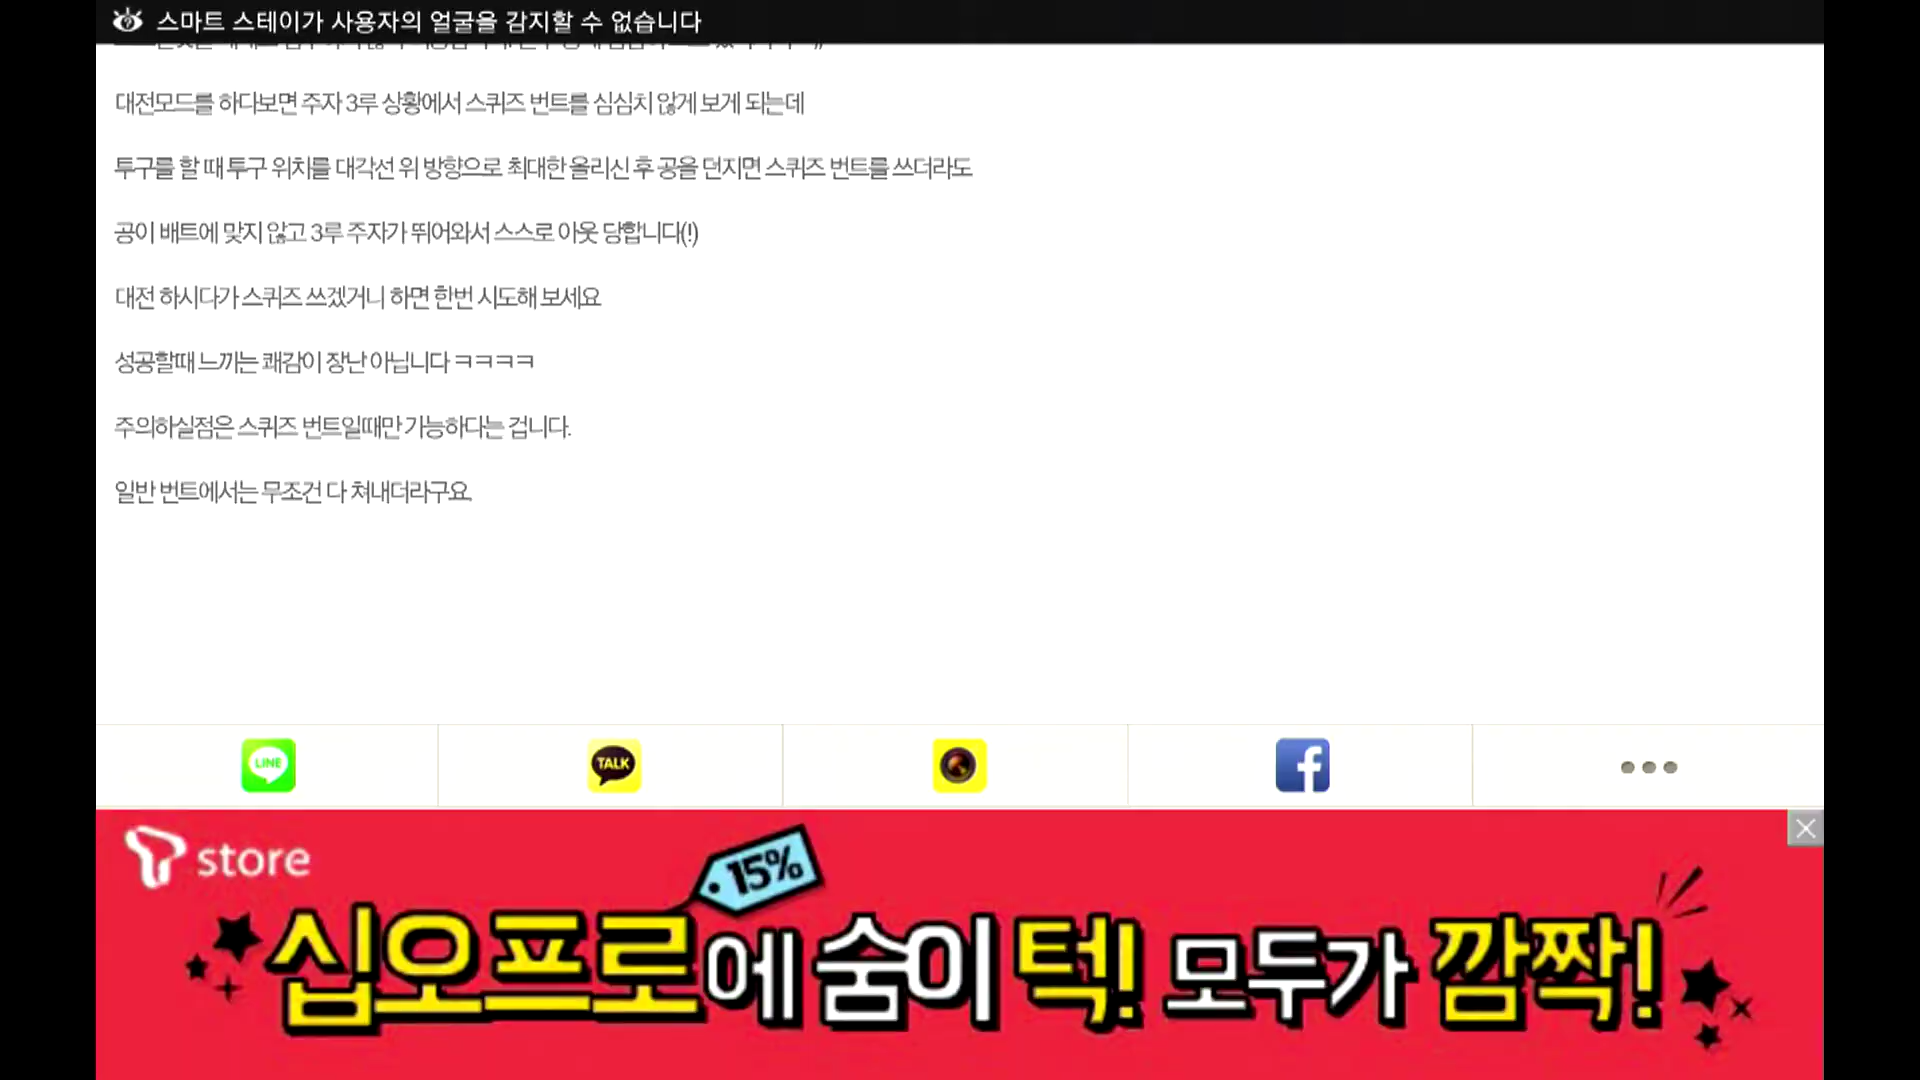 스마트 스테이가 사용자의 얼굴을 감지할 수 없습니다
대전모드를 하다보면 주자 3루 상황에서 스퀴즈 번트를 심심치 않게 보게 되는데
투구를 할 때 투구 위치를 대각선 위 방향으로 최대한 올리신 후 공을 던지면 스퀴즈 번트를 쓰더라도
공이 배트에 맞지 않고 3루 주자가 뛰어와서 스스로 아웃 당합니다(!)
대전 하시다가 스퀴즈 쓰겠거니 하면 한번 시도해 보세요
성공할때 느끼는 쾌감이 장난 아닙니다 ㅋㅋㅋㅋ
주의하실점은 스퀴즈 번트일때만 가능하다는 겁니다.
일반 번트에서는 무조건 다 쳐내더라구요.
LINE
TALK
f
T store
15%
십오프로에 숨이 턱! 모두가 깜짝!